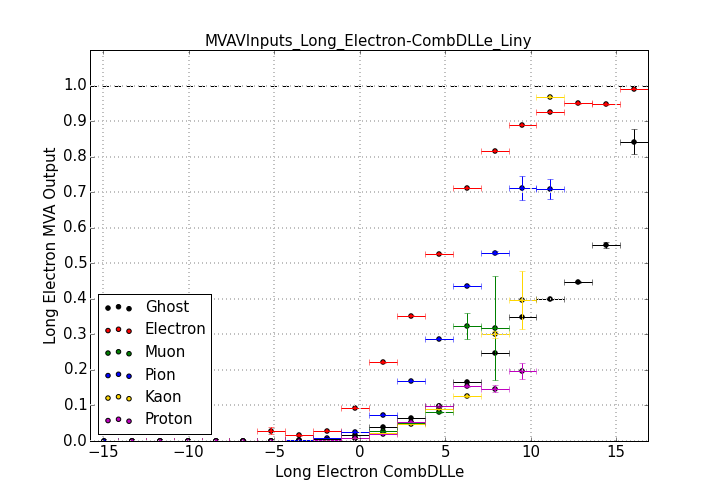 MVAVInputs_Long_Electron-CombDLLe_Liny
Long Electron MVA Output
1.0
0.9
0.8
0.7
0.6
0.5
0.4
0.3
0.2
0.1
0.0
Ghost
Electron
Muon
Pion
Kaon
Proton
−15
−10
−5
0
5
10
15
Long Electron CombDLLe